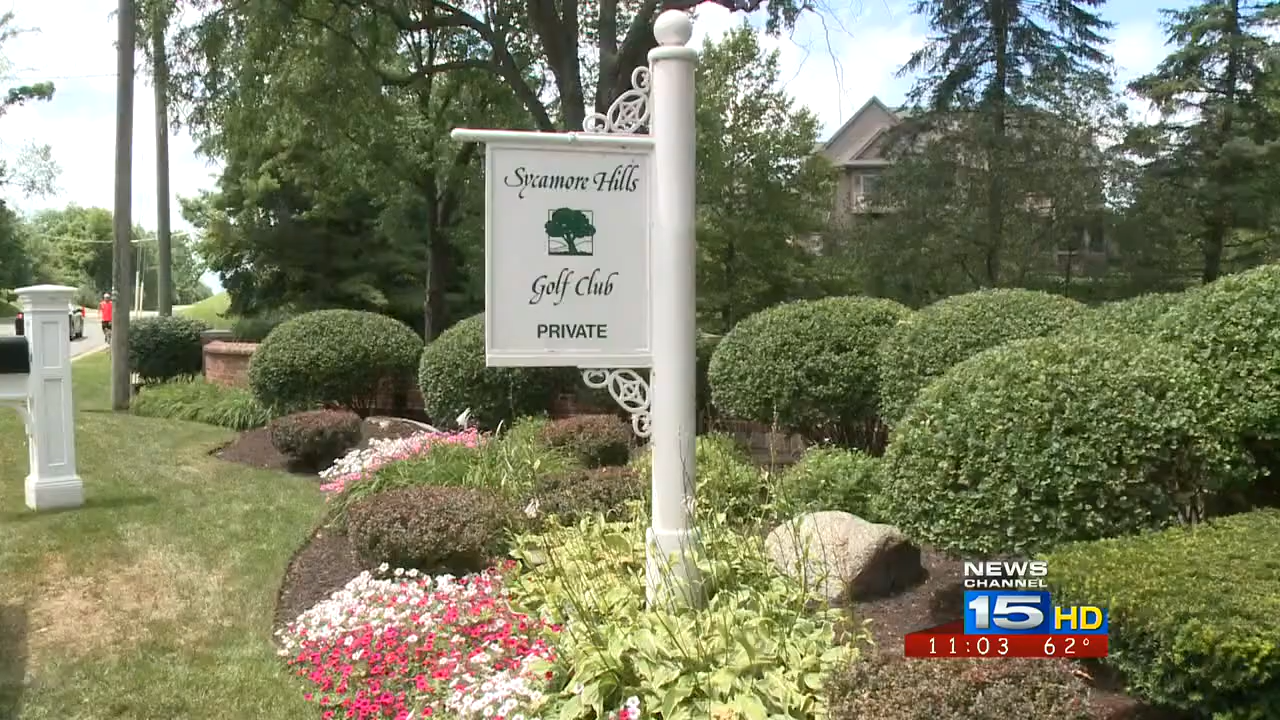 Sycamore Hills
Golf Club
PRIVATE
NEWS
CHANNEL
15 HD
11:03 62°